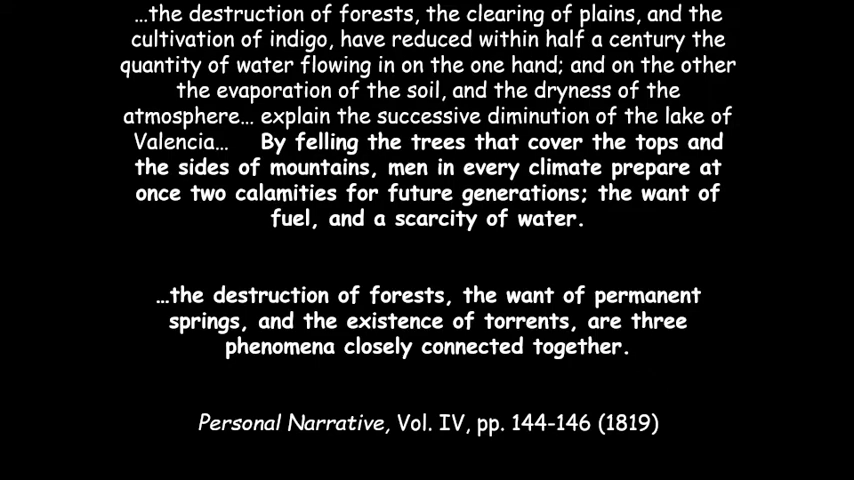 …the destruction of forests, the clearing of plains, and the
cultivation of indigo, have reduced within half a century the
quantity of water flowing in on the one hand; and on the other
the evaporation of the soil, and the dryness of the
atmosphere… explain the successive diminution of the lake of
Valencia… By felling the trees that cover the tops and
the sides of mountains, men in every climate prepare at
once two calamities for future generations; the want of
fuel, and a scarcity of water.
…the destruction of forests, the want of permanent
springs, and the existence of torrents, are three
phenomena closely connected together.
Personal Narrative, Vol. IV, pp. 144-146 (1819)